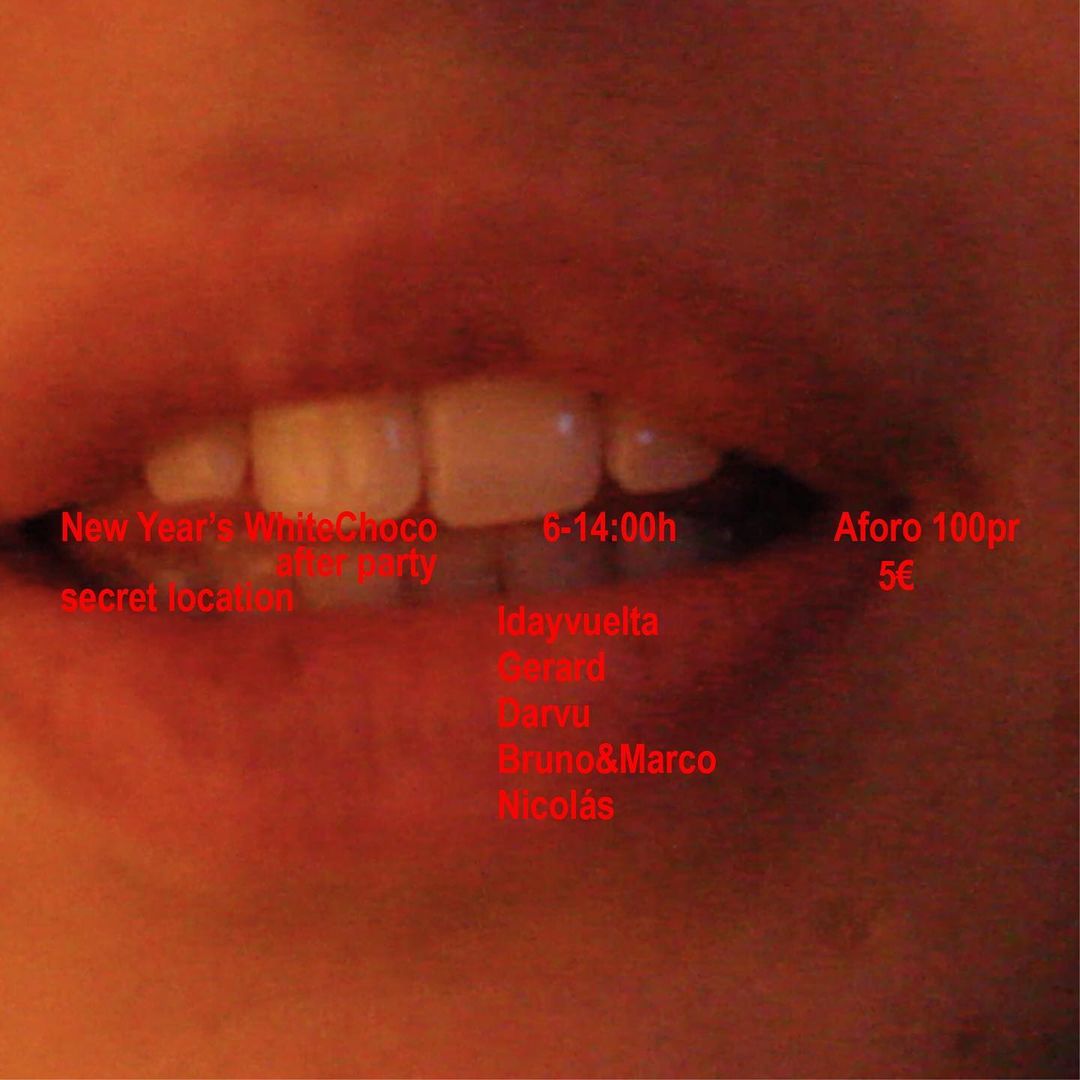 New Year's WhiteChoco
after party
secret location
6-14:00h
Idayvuelta
Gerard
Darvu
Bruno&Marco
Nicolás
Aforo 100pr
5€